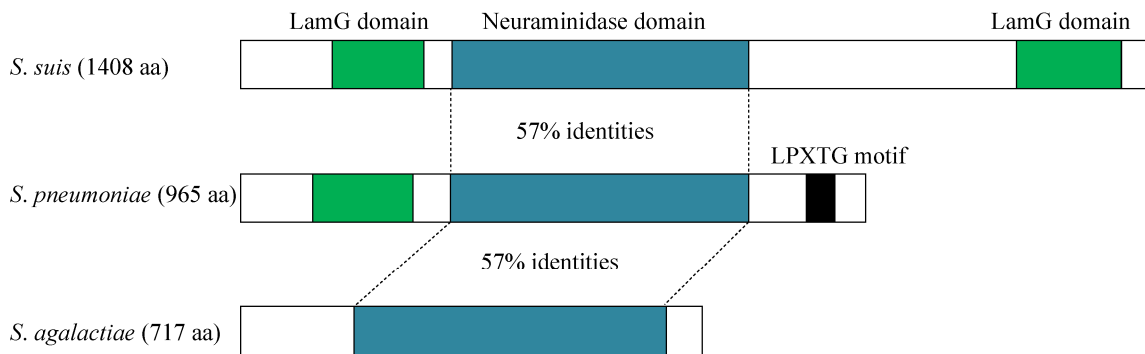 LamG domain Neuraminidase domain LamG domain
S. suis (1408 aa)
57% identities
LPXTG motif
S. pneumoniae (965 aa)
57% identities
S. agalactiae (717 aa)